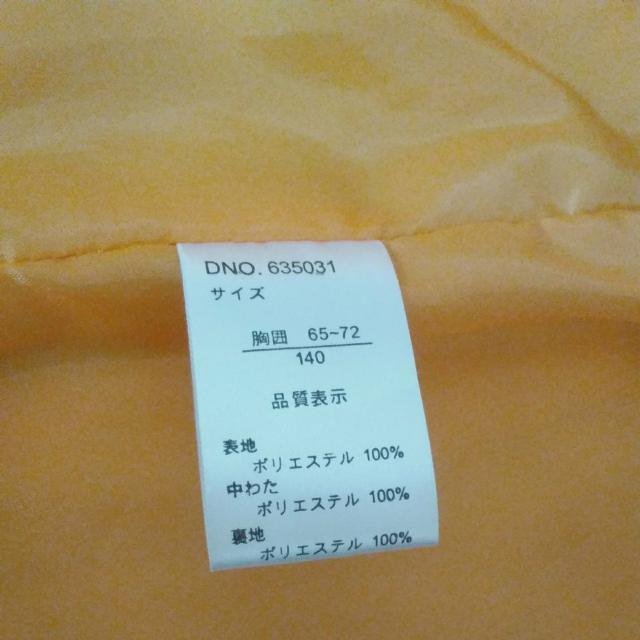 DNO. 635031
サイズ
胸囲 65~72
140
品質表示
表地
ポリエステル 100%
中わた
ポリエステル 100%
裏地
ポリエステル 100%